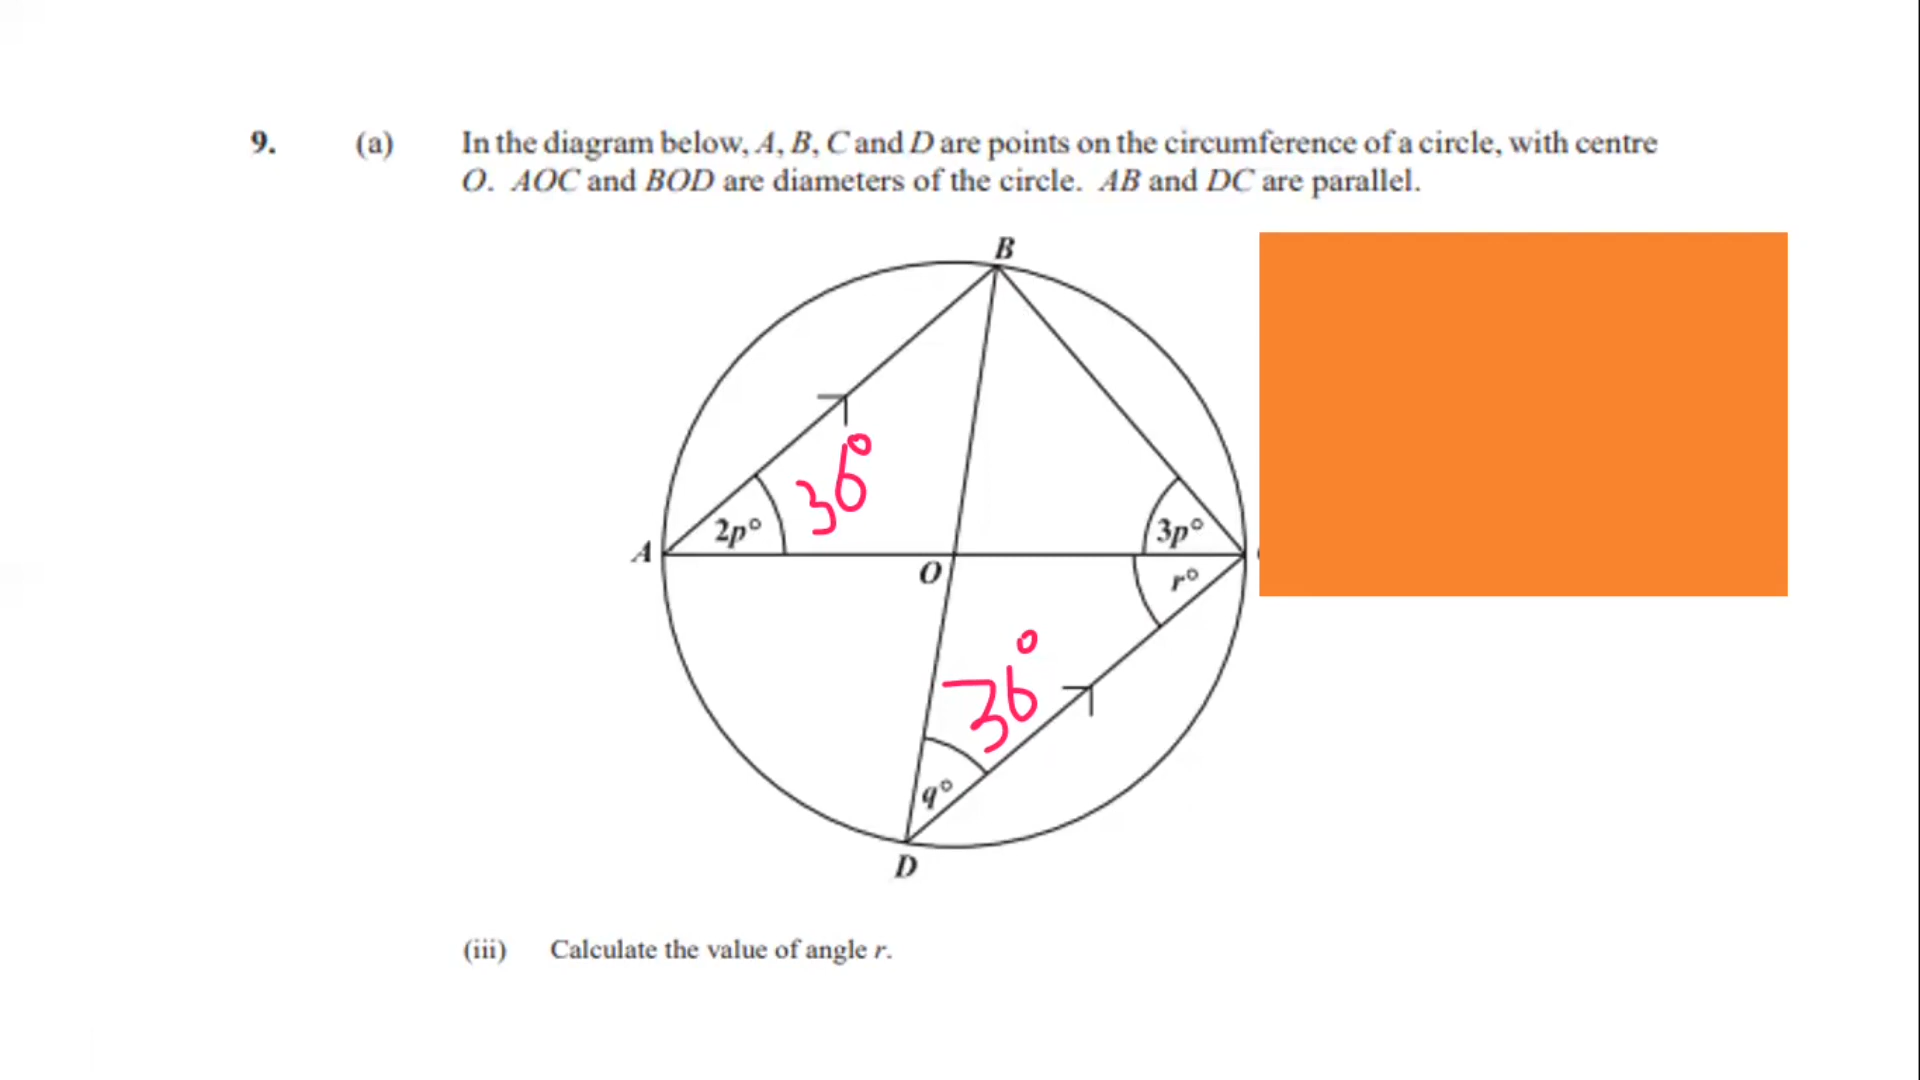 9. (a) In the diagram below, A, B, C and D are points on the circumference of a circle, with centre
O. AOC and BOD are diameters of the circle. AB and DC are parallel.
B
36°
2p°
3p°
A
O
r°
36°
q°
D
(iii) Calculate the value of angle r.